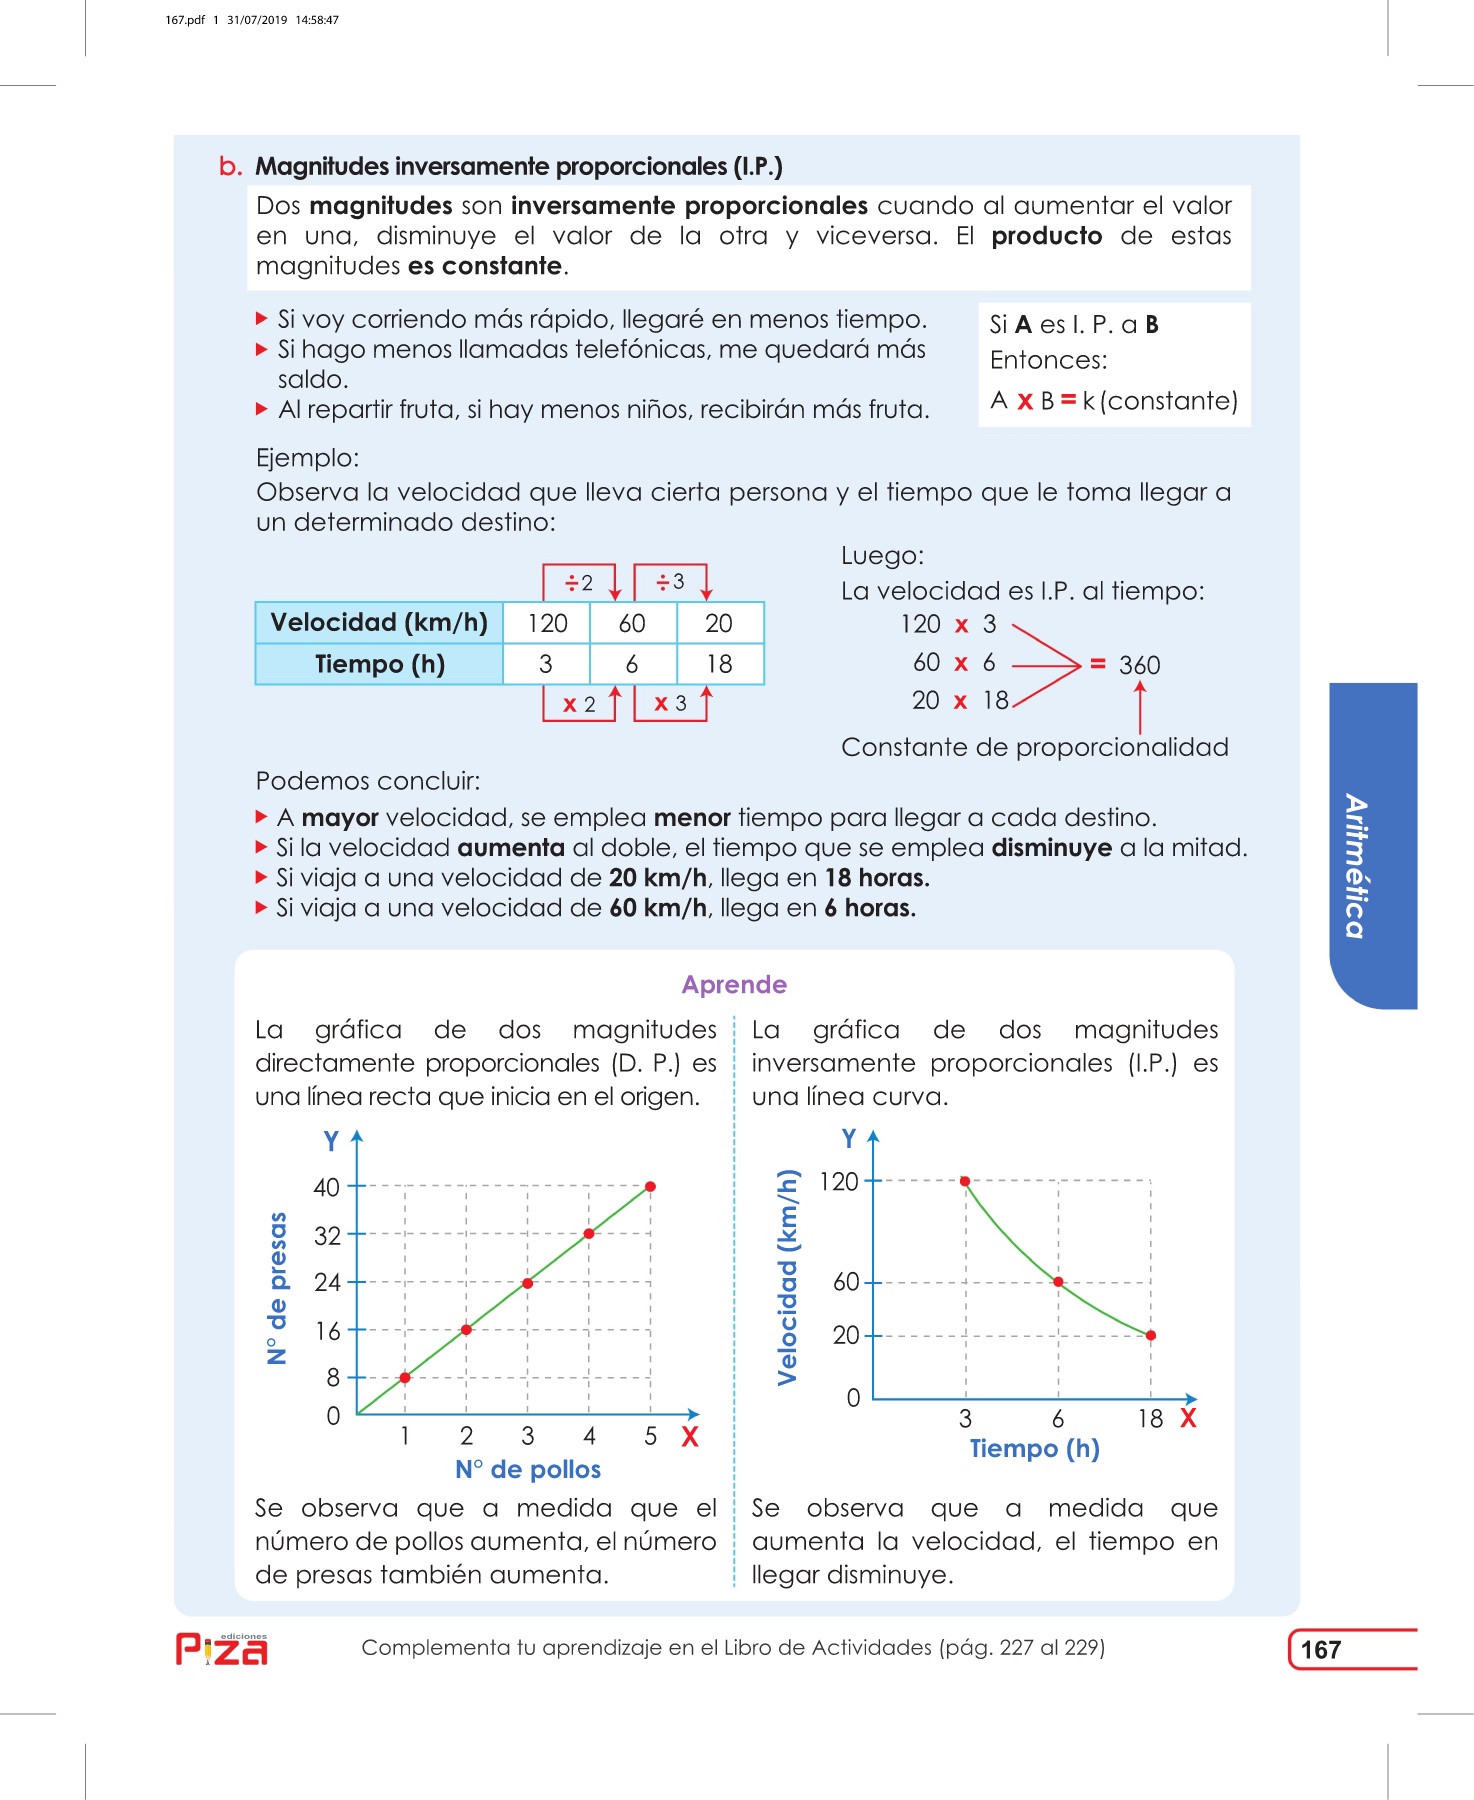 167.pdf 1 31/07/2019 14:58:47
b. Magnitudes inversamente proporcionales (I.P.)
Dos magnitudes son inversamente proporcionales cuando al aumentar el valor
en una, disminuye el valor de la otra y viceversa. El producto de estas
magnitudes es constante.
▶ Si voy corriendo más rápido, llegaré en menos tiempo.
▶ Si hago menos llamadas telefónicas, me quedará más
saldo.
▶ Al repartir fruta, si hay menos niños, recibirán más fruta.
Si A es I. P. a B
Entonces:
A x B = k (constante)
Ejemplo:
Observa la velocidad que lleva cierta persona y el tiempo que le toma llegar a
un determinado destino:
÷2 ÷3
Velocidad (km/h) 120 60 20
Tiempo (h) 3 6 18
x 2 x 3
Luego:
La velocidad es I.P. al tiempo:
120 x 3
60 x 6 = 360
20 x 18
Constante de proporcionalidad
Podemos concluir:
▶ A mayor velocidad, se emplea menor tiempo para llegar a cada destino.
▶ Si la velocidad aumenta al doble, el tiempo que se emplea disminuye a la mitad.
▶ Si viaja a una velocidad de 20 km/h, llega en 18 horas.
▶ Si viaja a una velocidad de 60 km/h, llega en 6 horas.
Aritmética
Aprende
La gráfica de dos magnitudes
directamente proporcionales (D. P.) es
una línea recta que inicia en el origen.
Y
40
32
24
16
8
0
N° de presas
1 2 3 4 5 X
N° de pollos
Se observa que a medida que el
número de pollos aumenta, el número
de presas también aumenta.
La gráfica de dos magnitudes
inversamente proporcionales (I.P.) es
una línea curva.
Y
120
60
20
0
Velocidad (km/h)
3 6 18 X
Tiempo (h)
Se observa que a medida que
aumenta la velocidad, el tiempo en
llegar disminuye.
ediciones
PIZA
Complementa tu aprendizaje en el Libro de Actividades (pág. 227 al 229)
167